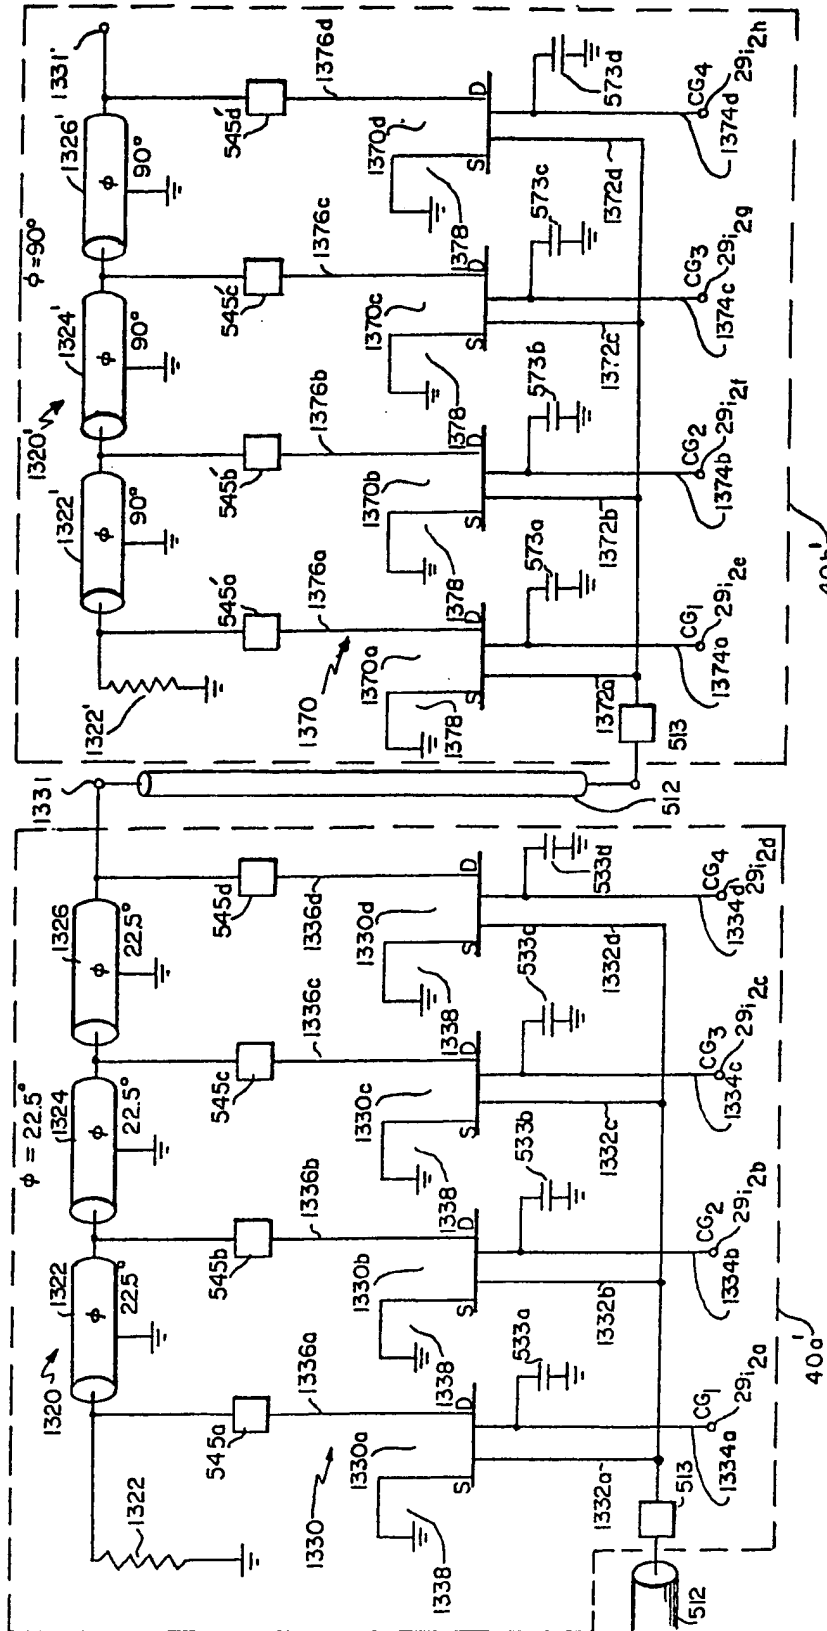 1331'
1326'
ϕ
90°
ϕ = 90°
1324'
ϕ
90°
1320'
1322'
ϕ
90°
1322'
545'd
1376d
545'c
1376c
545'b
1376b
545'a
1376a
1370
1370d
S
D
1378
573d
1370c
S
D
1378
573c
1370b
S
D
1378
573b
1370a
S
D
1378
573a
1372d
1372c
1372b
1372a
513
CG4
29i2h
1374d
CG3
29i2g
1374c
CG2
29i2f
1374b
CG1
29i2e
1374a
40b'
1331
512
1326
ϕ
22.5°
ϕ = 22.5°
1324
ϕ
22.5°
1320
1322
ϕ
22.5°
1322
545d
1336d
545c
1336c
545b
1336b
545a
1336a
1330
1330d
S
D
1338
533d
1330c
S
D
1338
533c
1330b
S
D
1338
533b
1330a
S
D
1338
533a
1332d
1332c
1332b
1332a
513
512
CG4
29i2d
1334d
CG3
29i2c
1334c
CG2
29i2b
1334b
CG1
29i2a
1334a
40a'